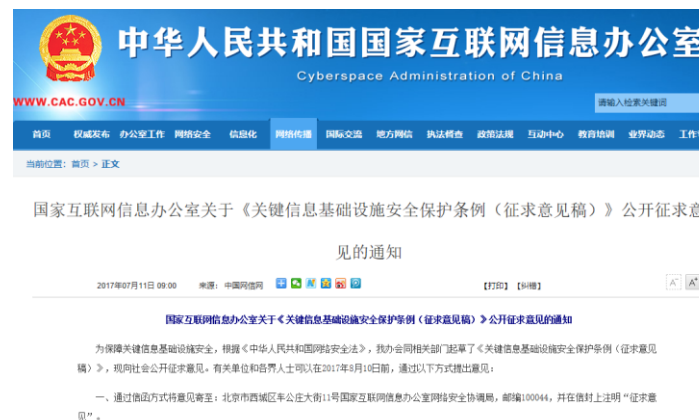 中华人民共和国国家互联网信息办公室
Cyberspace Administration of China
WWW.CAC.GOV.CN
请输入检索关键词
首页 权威发布 办公室工作 网络安全 信息化 网络传播 国际交流 地方网信 执法督查 政策法规 互动中心 教育培训 业界动态 工作
当前位置：首页 > 正文
国家互联网信息办公室关于《关键信息基础设施安全保护条例（征求意见稿）》公开征求意
见的通知
2017年07月11日 09:00 来源： 中国网信网 【打印】 【纠错】 A- A+
国家互联网信息办公室关于《关键信息基础设施安全保护条例（征求意见稿）》公开征求意见的通知
为保障关键信息基础设施安全，根据《中华人民共和国网络安全法》，我办会同相关部门起草了《关键信息基础设施安全保护条例（征求意见
稿）》，现向社会公开征求意见。有关单位和各界人士可以在2017年8月10日前，通过以下方式提出意见：
一、通过信函方式将意见寄至：北京市西城区车公庄大街11号国家互联网信息办公室网络安全协调局，邮编100044，并在信封上注明“征求意
见”。